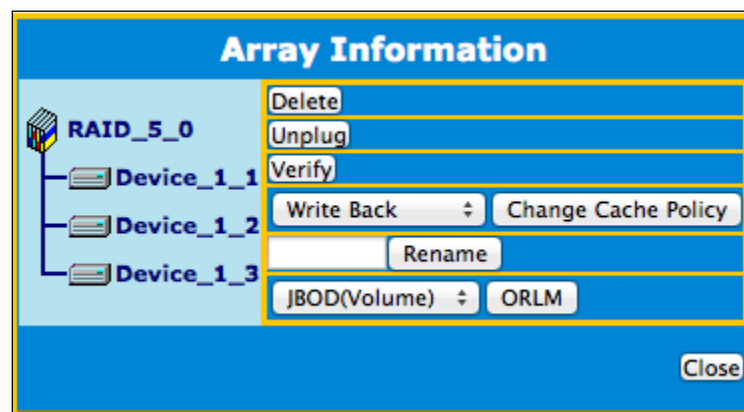 Array Information
RAID_5_0
Device_1_1
Device_1_2
Device_1_3
Delete
Unplug
Verify
Write Back Change Cache Policy
Rename
JBOD(Volume) ORLM
Close